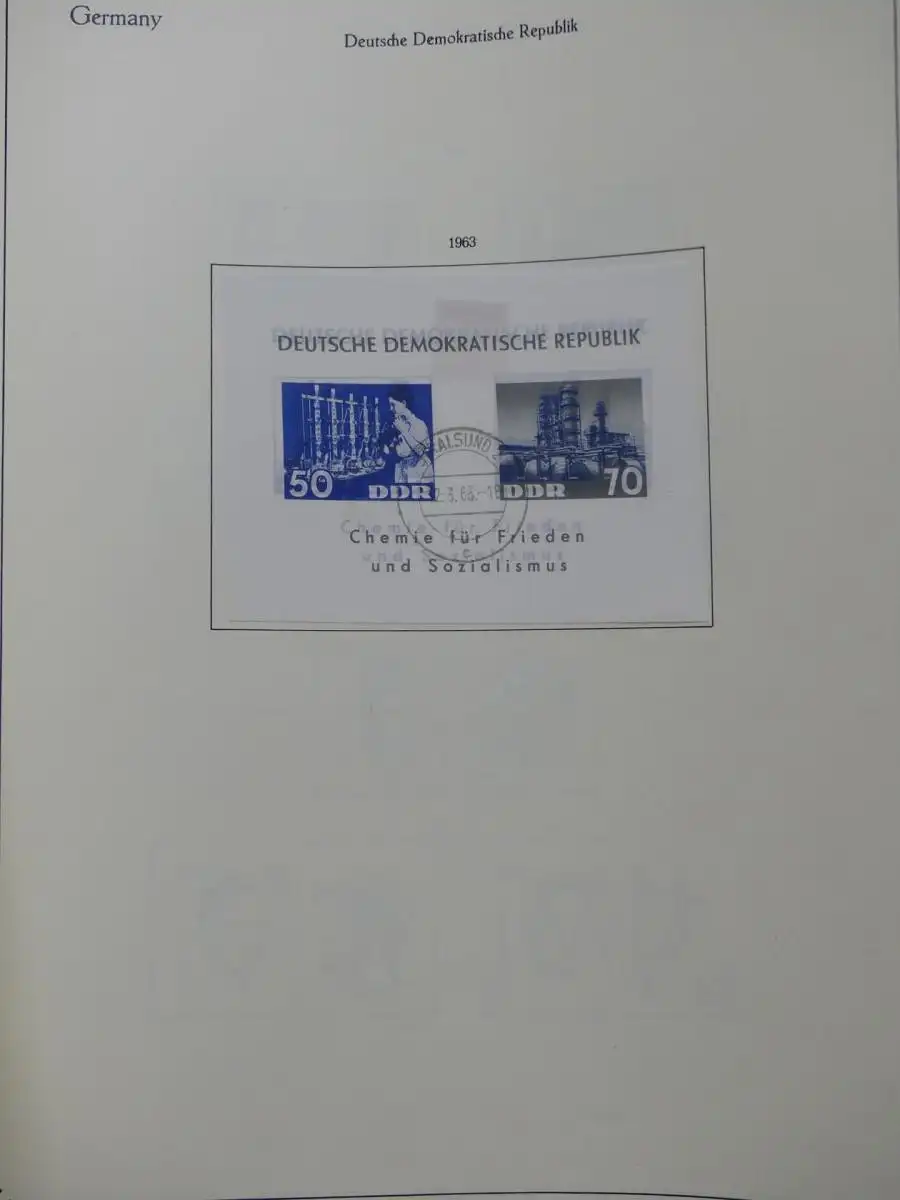 Germany
Deutsche Demokratische Republik
1963
DEUTSCHE DEMOKRATISCHE REPUBLIK
50 DDR
DDR 70
Chemie für Frieden
und Sozialismus